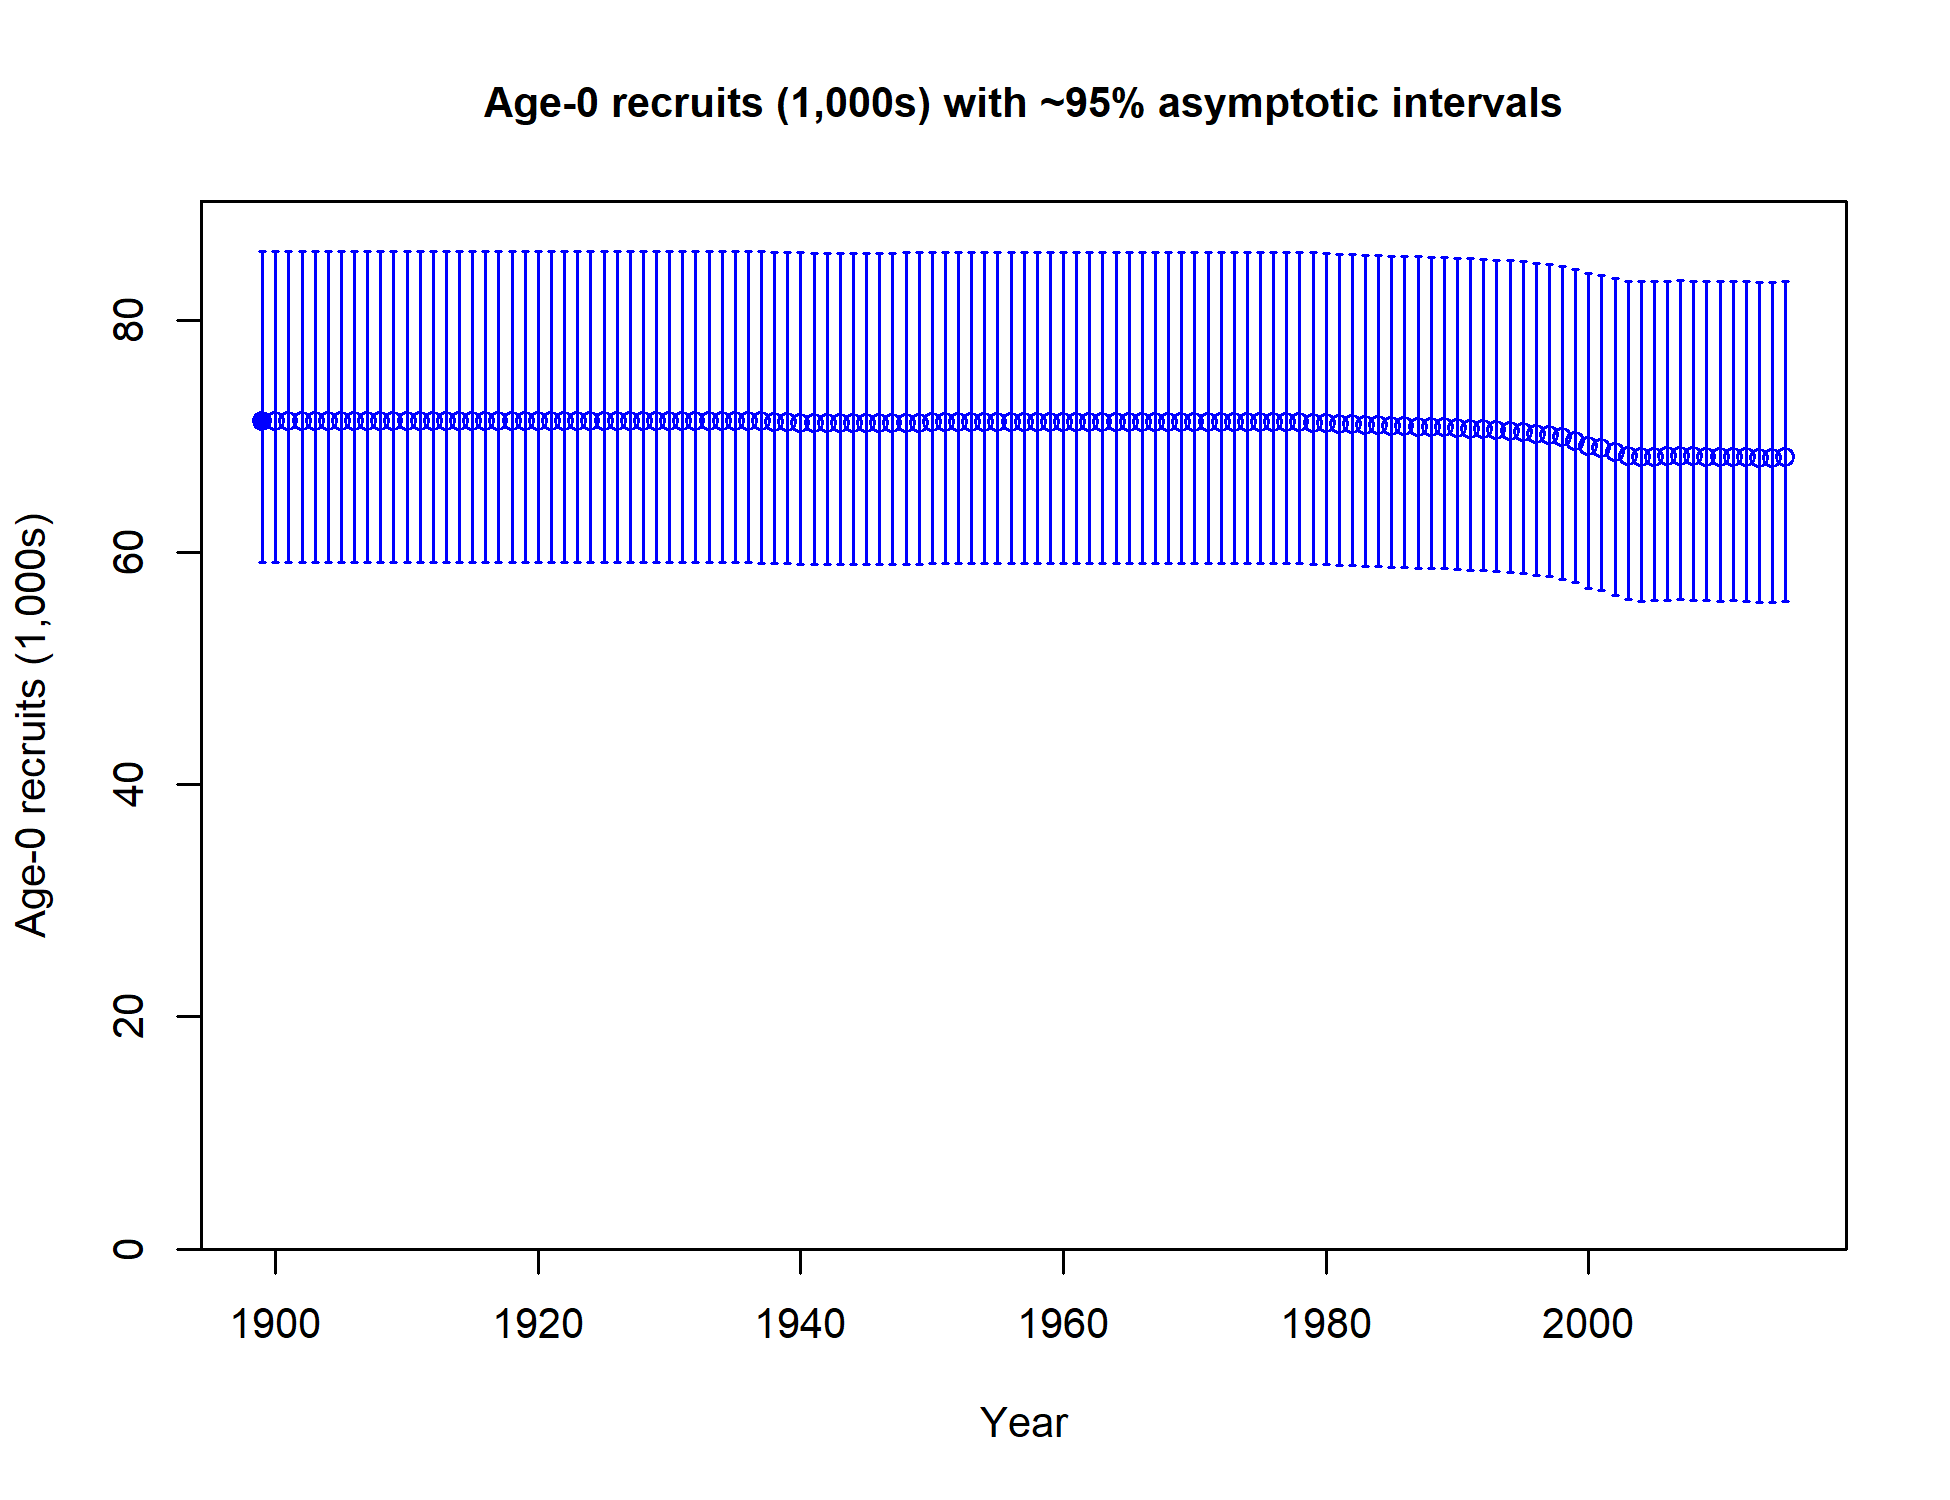 Age-0 recruits (1,000s) with ~95% asymptotic intervals
Age-0 recruits (1,000s)
80
60
40
20
0
1900 1920 1940 1960 1980 2000
Year